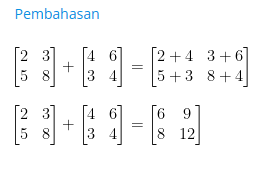 Pembahasan
[2 3; 5 8] + [4 6; 3 4] = [2 + 4 3 + 6; 5 + 3 8 + 4]
[2 3; 5 8] + [4 6; 3 4] = [6 9; 8 12]